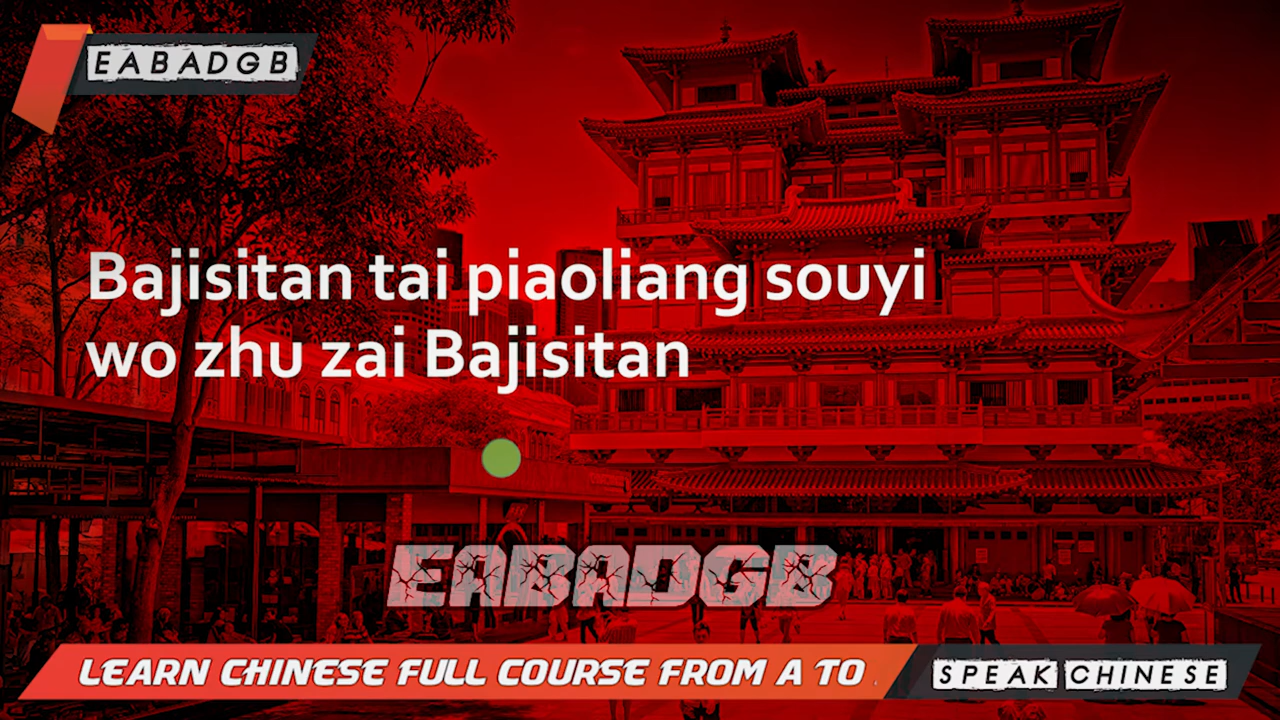 EABADGB
Bajisitan tai piaoliang souyi
wo zhu zai Bajisitan
EABADGB
LEARN CHINESE FULL COURSE FROM A TO
SPEAK CHINESE